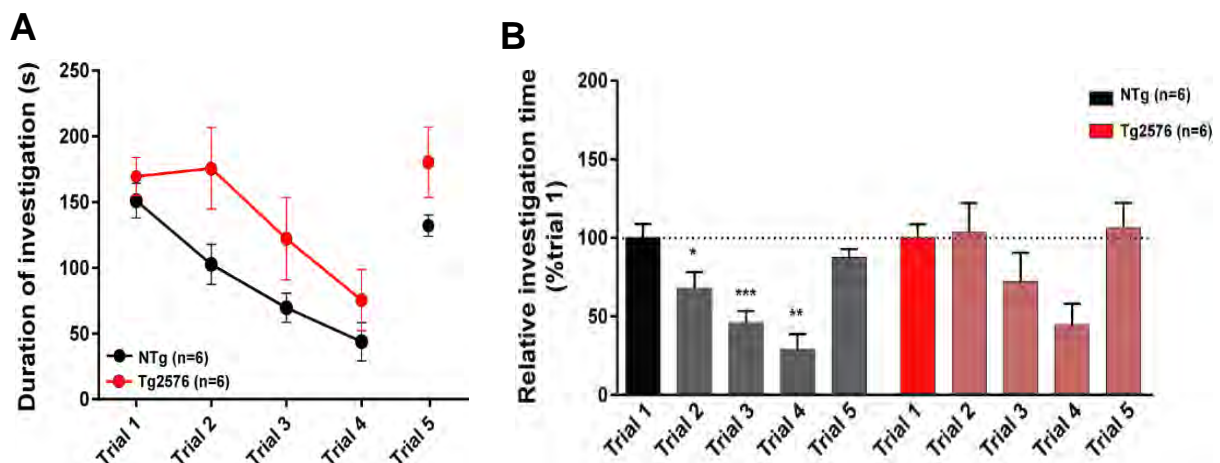 A
Duration of investigation (s)
250
200
150
100
50
0
NTg (n=6)
Tg2576 (n=6)
Trial 1
Trial 2
Trial 3
Trial 4
Trial 5
B
Relative investigation time
(%trial 1)
200
150
100
50
0
*
***
**
NTg (n=6)
Tg2576 (n=6)
Trial 1
Trial 2
Trial 3
Trial 4
Trial 5
Trial 1
Trial 2
Trial 3
Trial 4
Trial 5